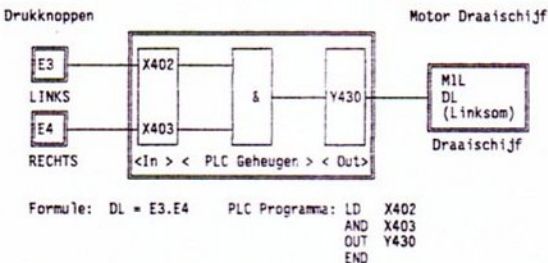 Drukknoppen Motor Draaischijf
E3 X402 M1L
LINKS & Y430 DL
(Linksom)
E4 X403
RECHTS <In > < PLC Geheugen > < Out> Draaischijf
Formule: DL = E3.E4 PLC Programma: LD X402
AND X403
OUT Y430
END